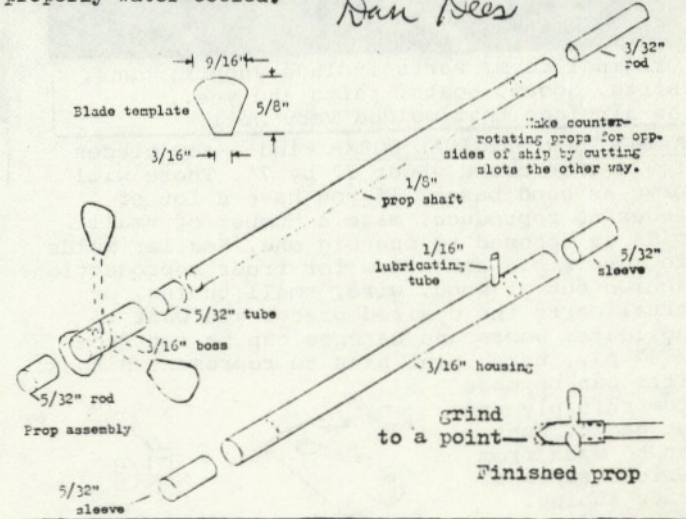 properly water cooled.
Dan Dees
3/32"
rod
9/16"
Blade template
5/8"
3/16"
Make counter-
rotating props for opp.
sides of ship by cutting
slots the other way.
1/8"
prop shaft
1/16"
lubricating
tube
5/32"
sleeve
5/32" tube
3/16" boss
3/16" housing
5/32" rod
Prop assembly
grind
to a point
Finished prop
5/32"
sleeve